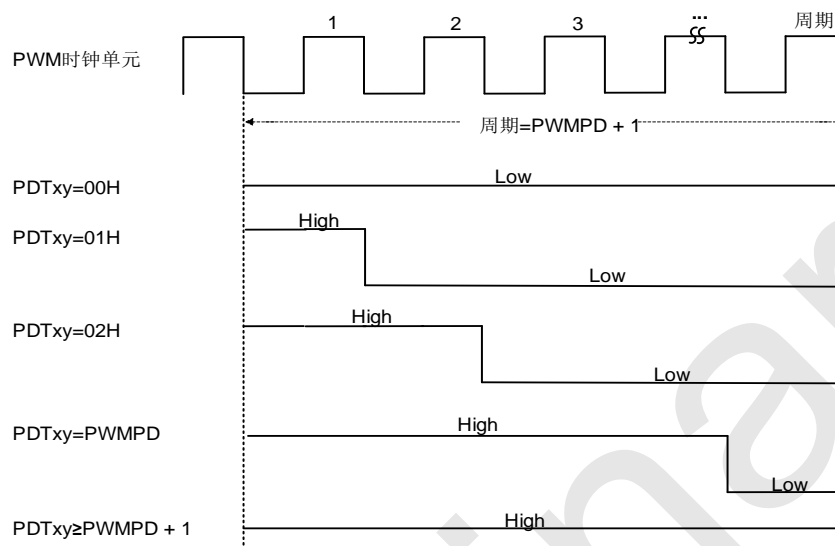 1 2 3 ... 周期
PWM时钟单元
周期=PWMPD + 1
PDTxy=00H
Low
High
PDTxy=01H
Low
PDTxy=02H
High
Low
PDTxy=PWMPD
High
Low
PDTxy≥PWMPD + 1
High